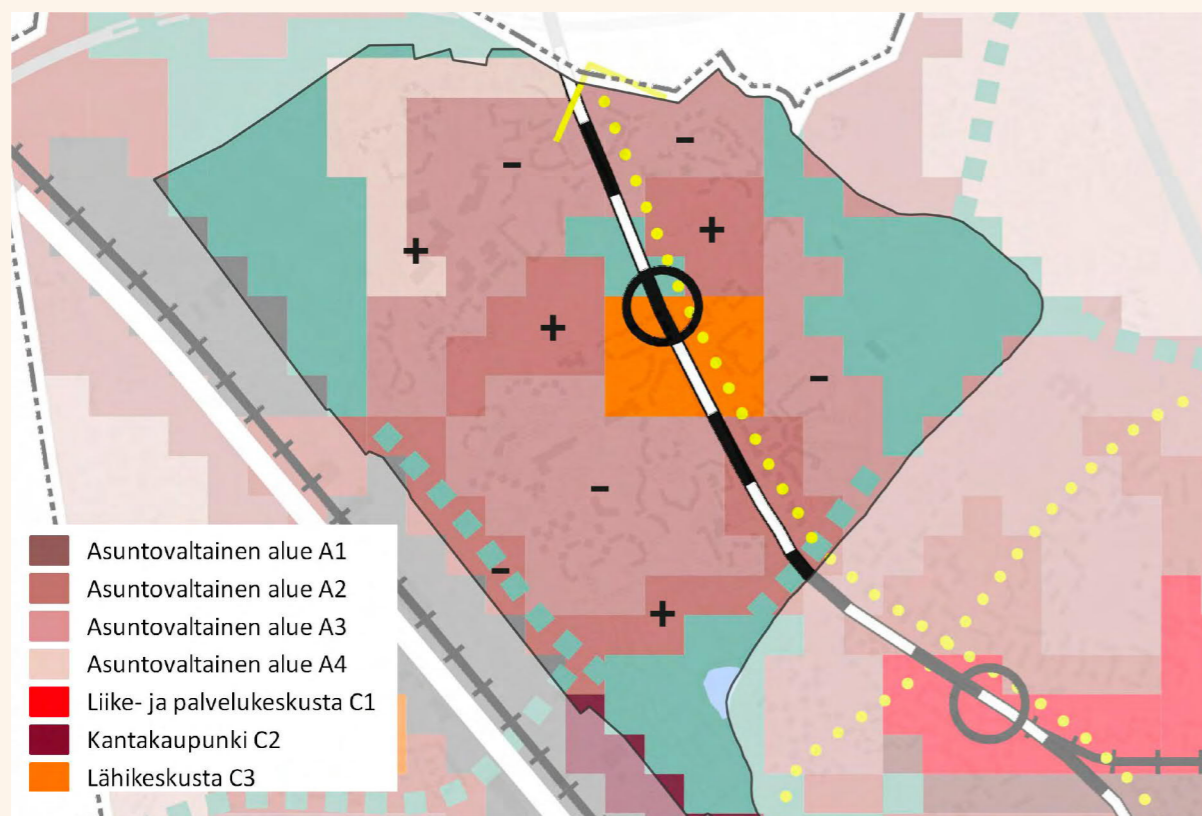 Asuntovaltainen alue A1
Asuntovaltainen alue A2
Asuntovaltainen alue A3
Asuntovaltainen alue A4
Liike- ja palvelukeskusta C1
Kantakaupunki C2
Lähikeskusta C3